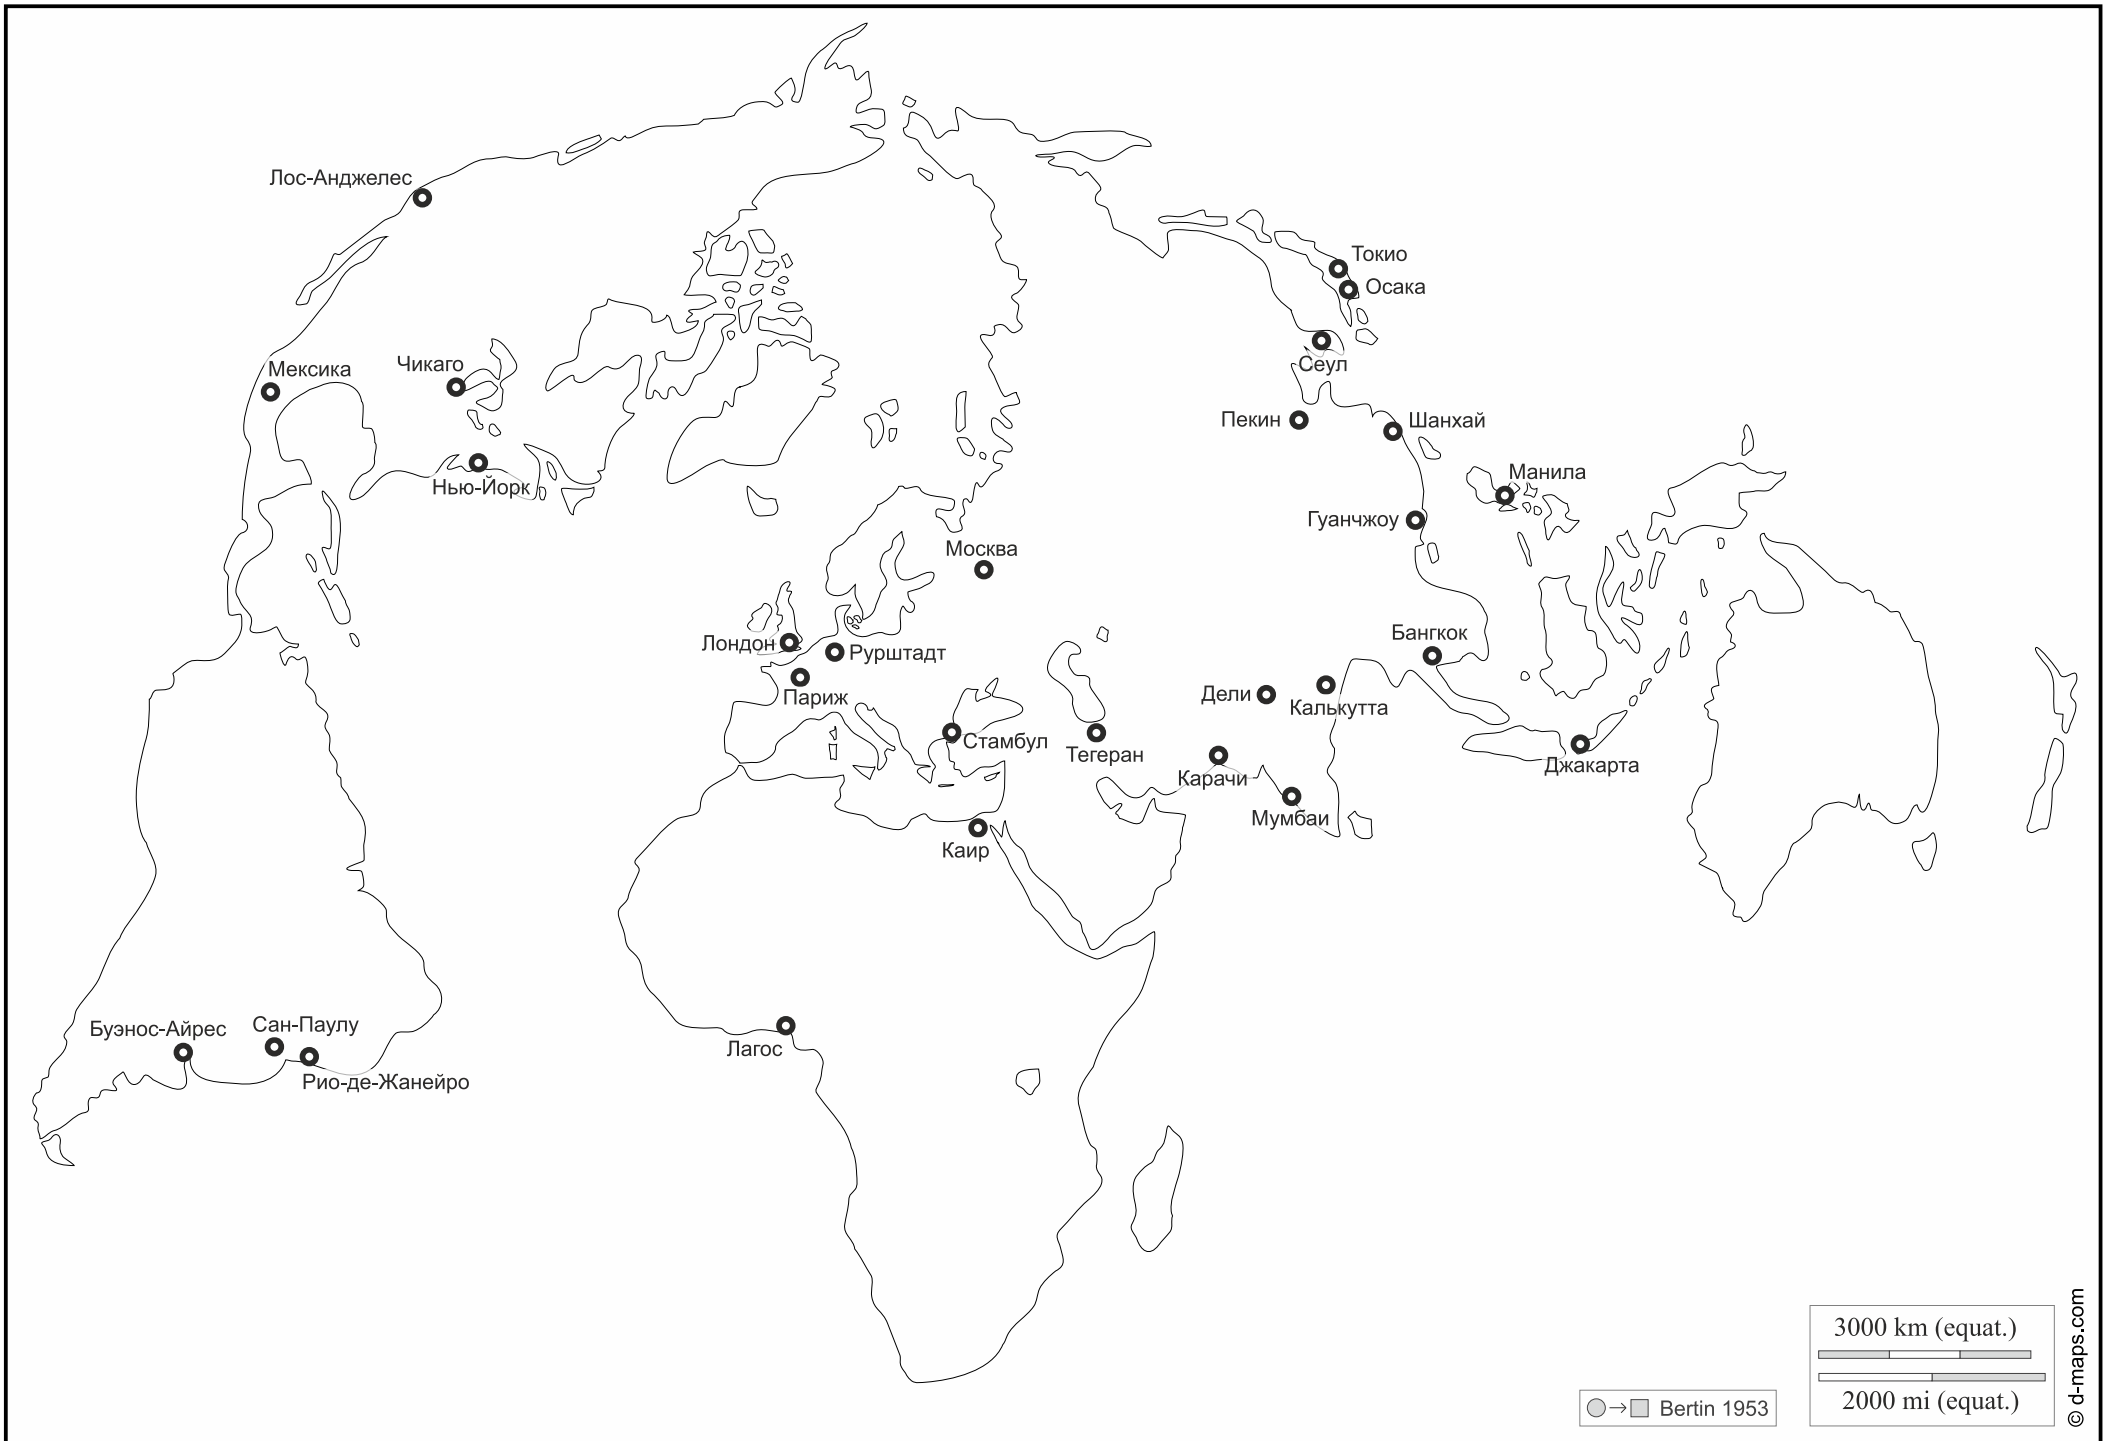 Лос-Анджелес
Токио
Осака
Сеул
Мексика
Чикаго
Пекин
Шанхай
Манила
Нью-Йорк
Гуанчжоу
Москва
Лондон
Рурштадт
Бангкок
Париж
Дели
Калькутта
Стамбул
Тегеран
Карачи
Джакарта
Мумбаи
Каир
Буэнос-Айрес
Сан-Паулу
Лагос
Рио-де-Жанейро
3000 km (equat.)
2000 mi (equat.)
Bertin 1953
© d-maps.com